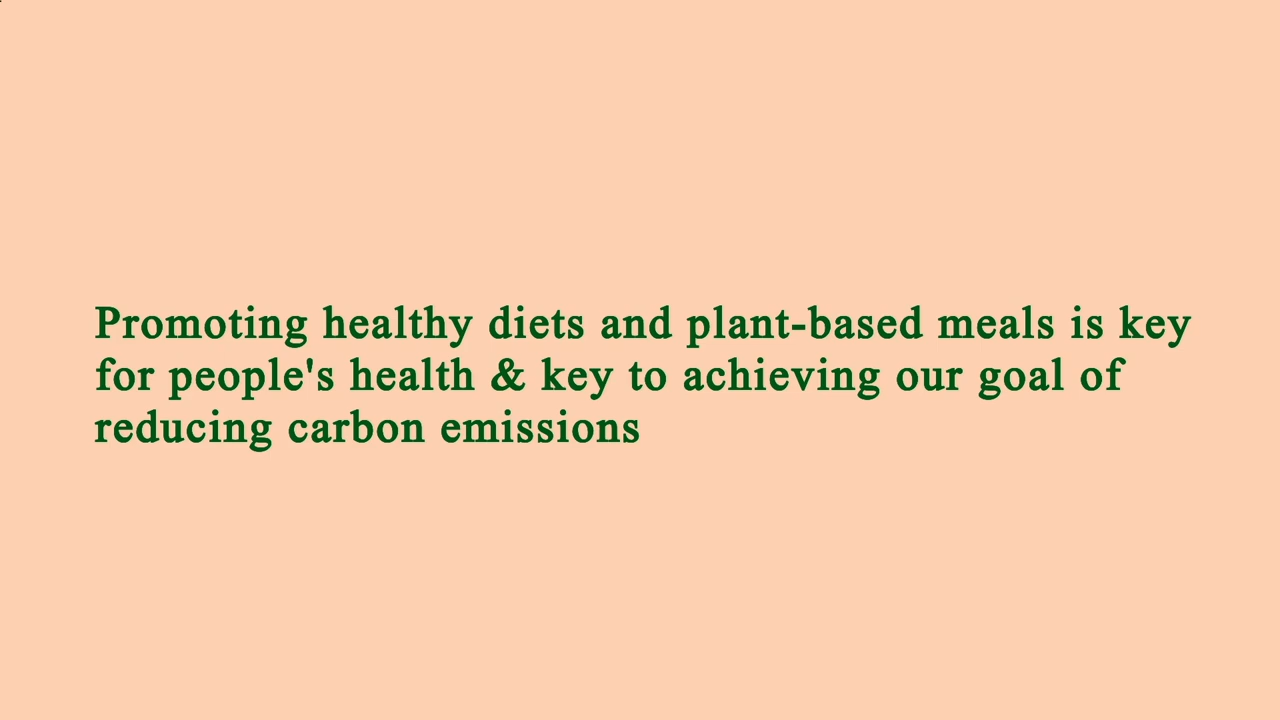 Promoting healthy diets and plant-based meals is key
for people's health & key to achieving our goal of
reducing carbon emissions